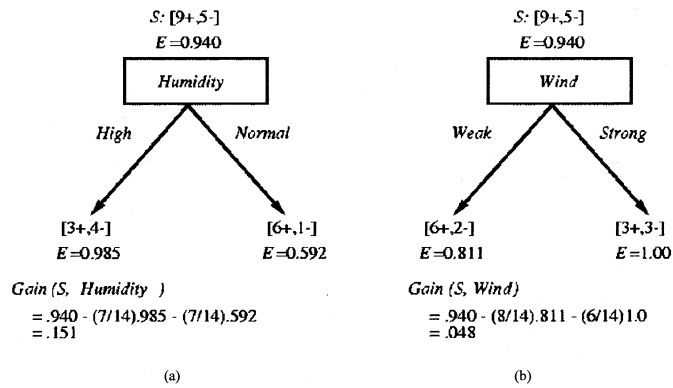 S: [9+,5-]
E =0.940
Humidity
High
Normal
[3+,4-]
E =0.985
[6+,1-]
E =0.592
Gain (S, Humidity )
= .940 - (7/14).985 - (7/14).592
= .151
(a)
S: [9+,5-]
E =0.940
Wind
Weak
Strong
[6+,2-]
E =0.811
[3+,3-]
E =1.00
Gain (S, Wind)
= .940 - (8/14).811 - (6/14)1.0
= .048
(b)